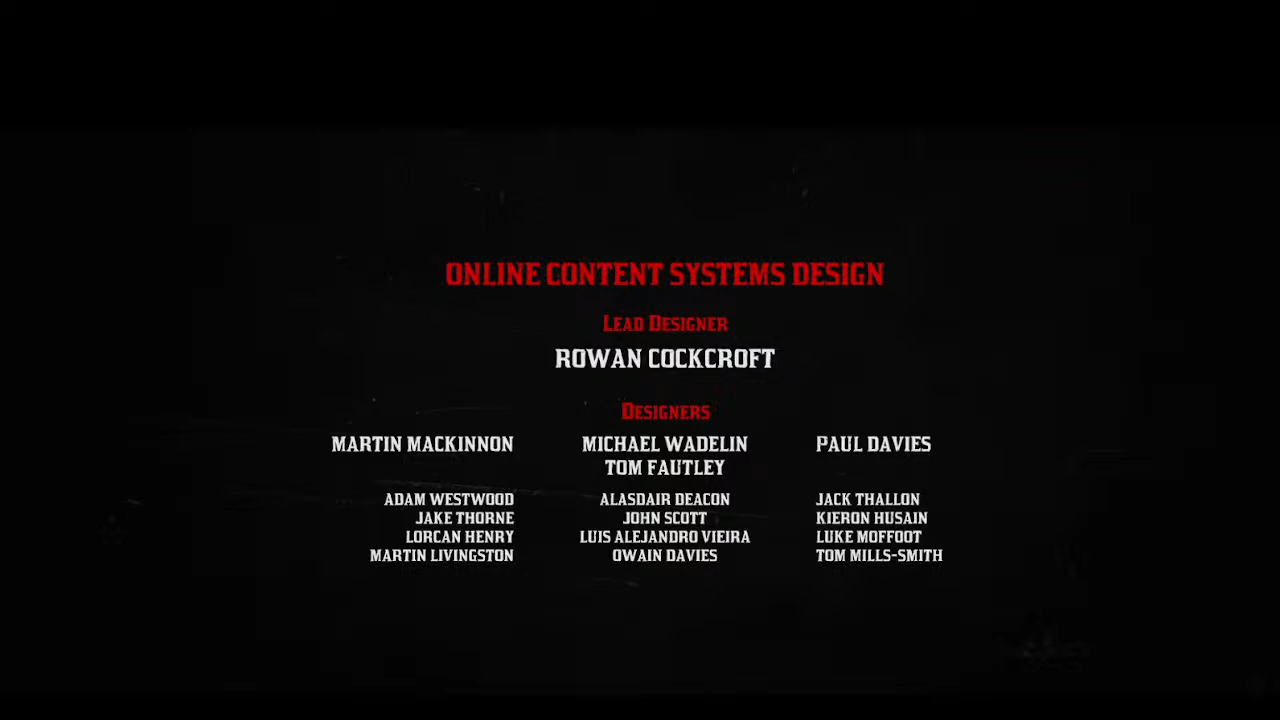 ONLINE CONTENT SYSTEMS DESIGN
LEAD DESIGNER
ROWAN COCKCROFT
DESIGNERS
MARTIN MACKINNON MICHAEL WADELIN PAUL DAVIES
TOM FAUTLEY
ADAM WESTWOOD ALASDAIR DEACON JACK THALLON
JAKE THORNE JOHN SCOTT KIERON HUSAIN
LORCAN HENRY LUIS ALEJANDRO VIEIRA LUKE MOFFOOT
MARTIN LIVINGSTON OWAIN DAVIES TOM MILLS-SMITH